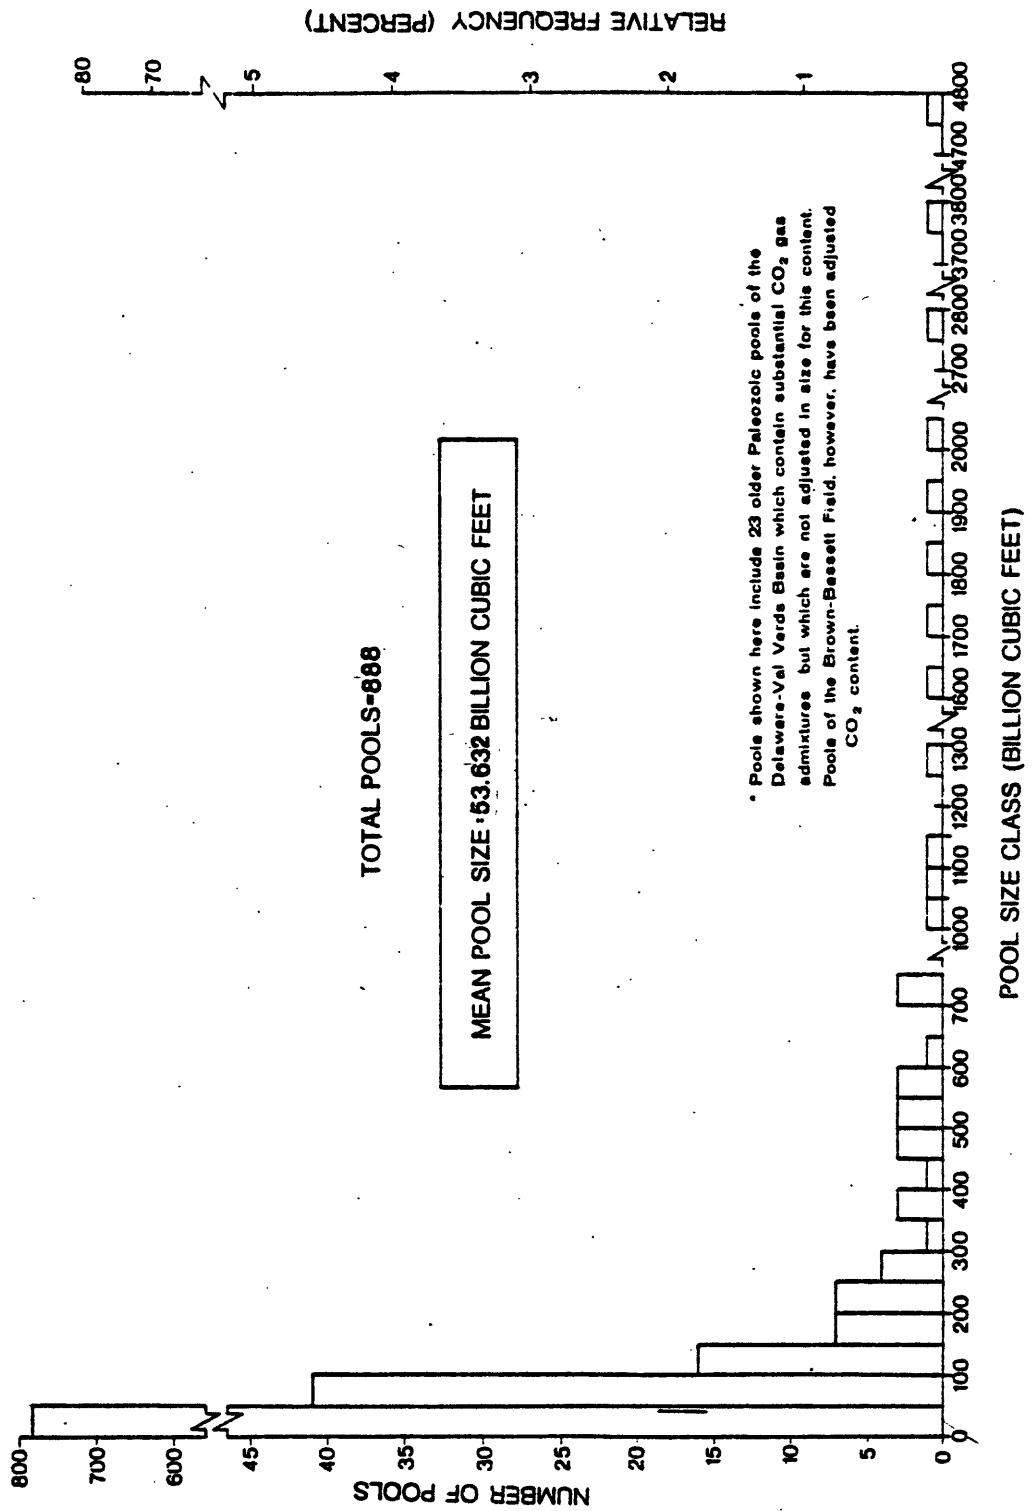 NUMBER OF POOLS
800
700
600
45
40
35
30
25
20
15
10
5
0
RELATIVE FREQUENCY (PERCENT)
80
70
5
4
3
2
1
TOTAL POOLS=888
MEAN POOL SIZE : 53.632 BILLION CUBIC FEET
* Pools shown here include 23 older Paleozoic pools of the
Delaware-Val Verde Basin which contain substantial CO₂ gas
admixtures but which are not adjusted in size for this content.
Pools of the Brown-Bassett Field, however, have been adjusted
CO₂ content.
0 100 200 300 400 500 600 700 1000 1100 1200 1300 1600 1700 1800 1900 2000 2700 2800 3700 3800 4700 4800
POOL SIZE CLASS (BILLION CUBIC FEET)